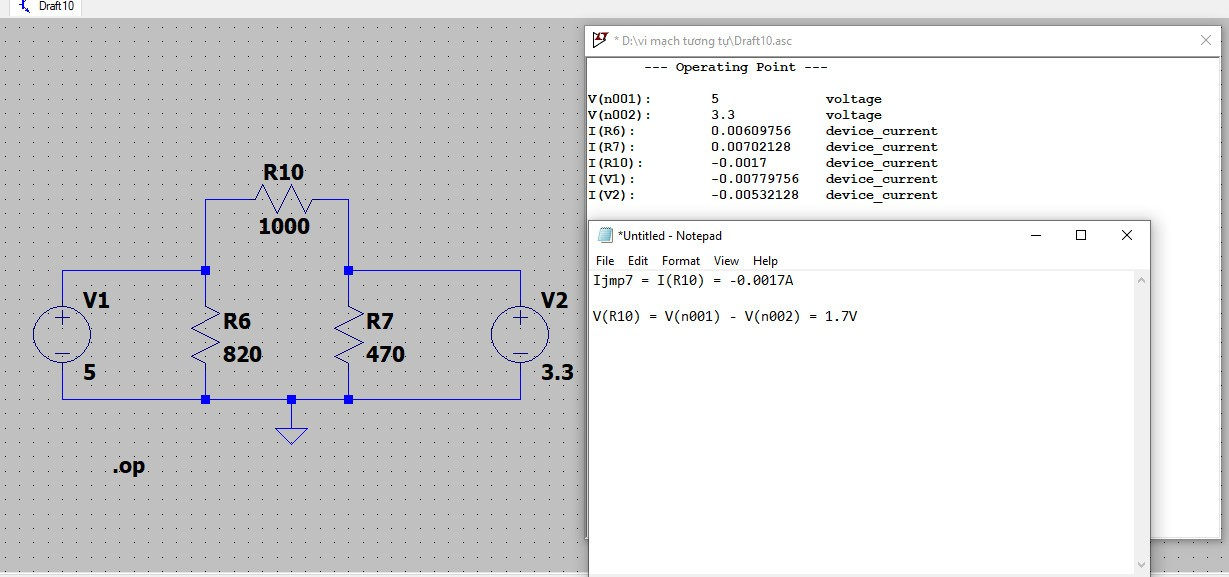 Draft10
R10
1000
V1
5
R6
820
R7
470
V2
3.3
.op
* D:\vi mạch tương tự\Draft10.asc
--- Operating Point ---
V(n001): 5 voltage
V(n002): 3.3 voltage
I(R6): 0.00609756 device_current
I(R7): 0.00702128 device_current
I(R10): -0.0017 device_current
I(V1): -0.00779756 device_current
I(V2): -0.00532128 device_current
*Untitled - Notepad
File Edit Format View Help
Ijmp7 = I(R10) = -0.0017A
V(R10) = V(n001) - V(n002) = 1.7V